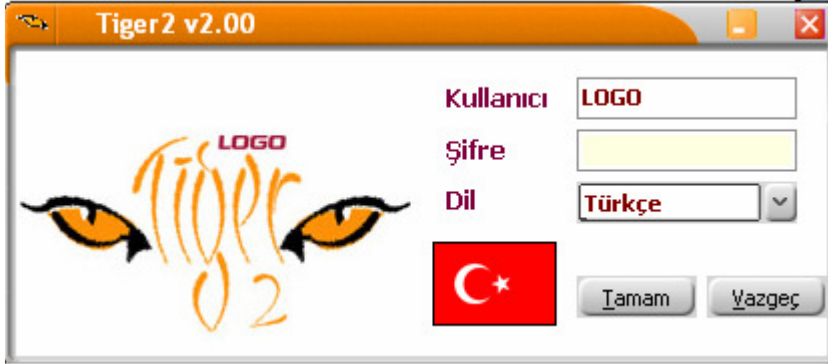 Tiger2 v2.00
Kullanıcı LOGO
Şifre
Dil Türkçe
LOGO
Tiger
2
Tamam Vazgeç